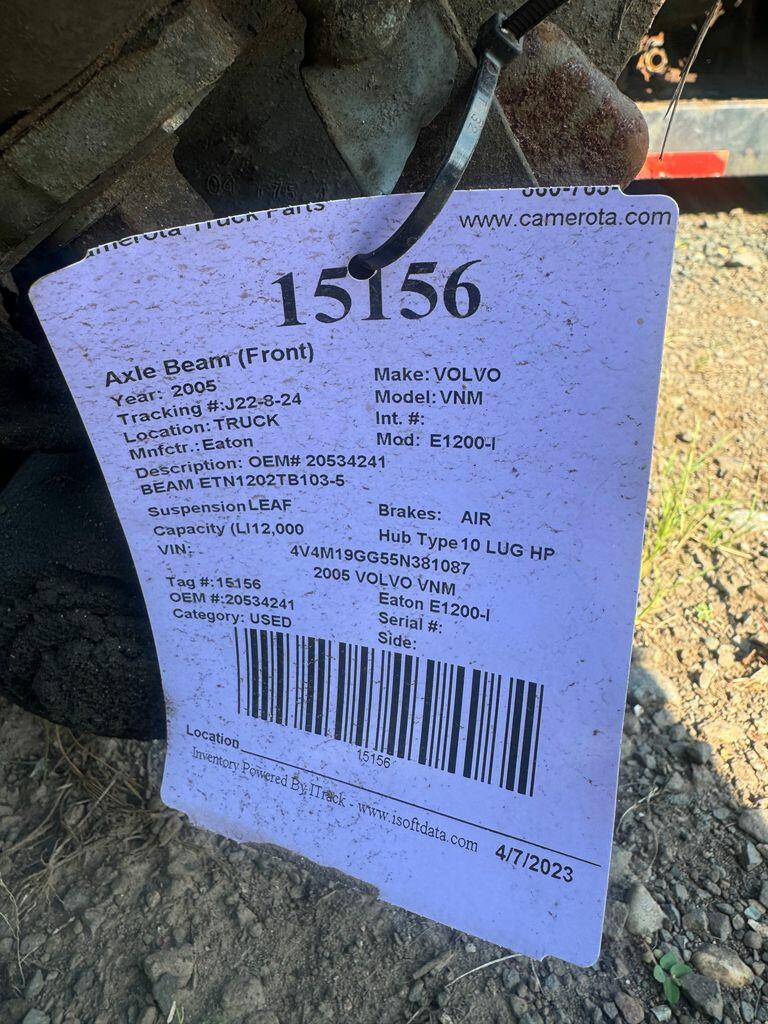 Truck Parts
www.camerota.com
15156
Axle Beam (Front)
Year: 2005
Make: VOLVO
Tracking #:J22-8-24
Model: VNM
Location: TRUCK
Int. #:
Mnfctr.: Eaton
Mod: E1200-I
Description: OEM# 20534241
BEAM ETN1202TB103-5
Suspension LEAF
Brakes: AIR
Capacity (LI12,000
Hub Type 10 LUG HP
VIN: 4V4M19GG55N381087
2005 VOLVO VNM
Tag #:15156
Eaton E1200-I
OEM #:20534241
Serial #:
Category: USED
Side:
15156
Location
Inventory Powered By ITrack - www.isoftdata.com
4/7/2023